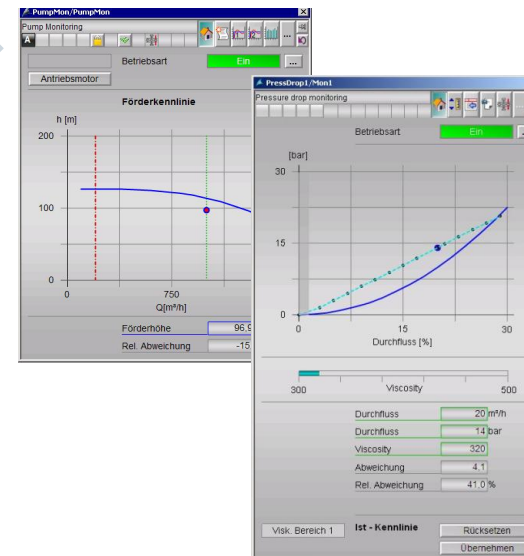 PumpMon/PumpMon
Pump Monitoring
A
...
Betriebsart Ein ...
Antriebsmotor
Förderkennlinie
h [m]
200
100
0
0 750
Q[m³/h]
Förderhöhe 96,9
Rel. Abweichung -15
PressDrop1/Mon1
Pressure drop monitoring
Betriebsart Ein
[bar]
30
15
0
0 15 30
Durchfluss [%]
300 Viscosity 500
Durchfluss 20 m³/h
Durchfluss 14 bar
Viscosity 320
Abweichung 4,1
Rel. Abweichung 41,0 %
Visk. Bereich 1 Ist - Kennlinie Rücksetzen
Übernehmen